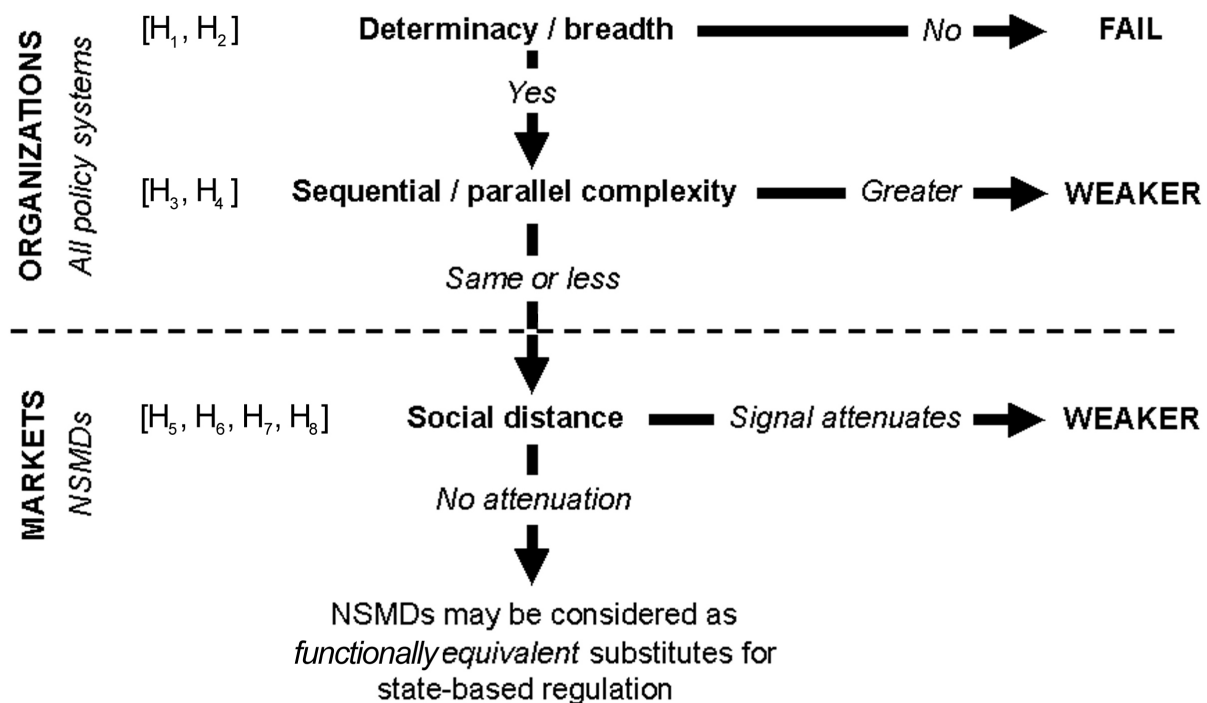 ORGANIZATIONS
All policy systems
[H₁, H₂]
Determinacy / breadth
No
FAIL
Yes
[H₃, H₄]
Sequential / parallel complexity
Greater
WEAKER
Same or less
MARKETS
NSMDs
[H₅, H₆, H₇, H₈]
Social distance
Signal attenuates
WEAKER
No attenuation
NSMDs may be considered as
functionally equivalent substitutes for
state-based regulation